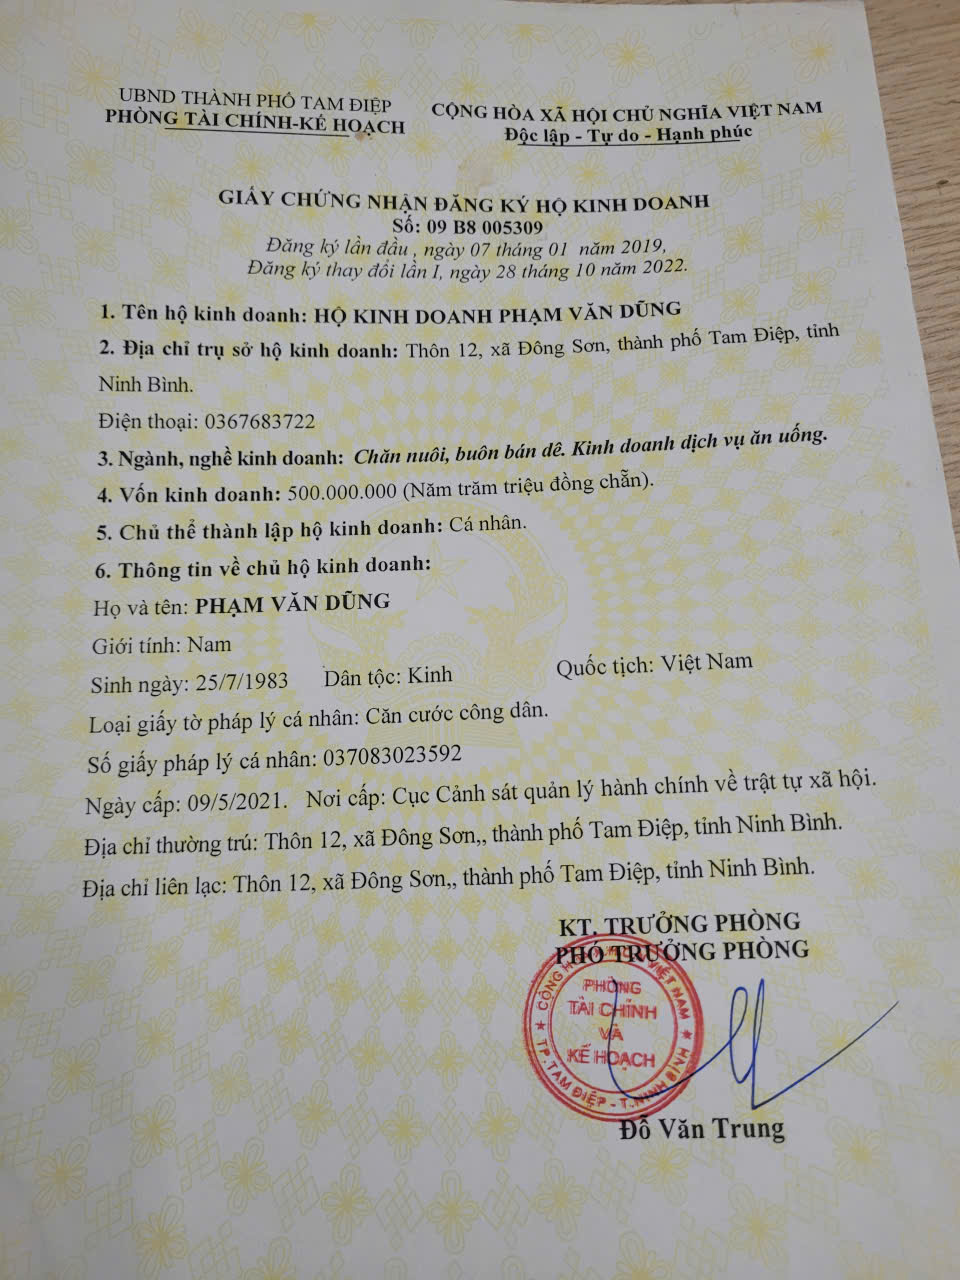 UBND THÀNH PHỐ TAM ĐIỆP
PHÒNG TÀI CHÍNH-KẾ HOẠCH
CỘNG HÒA XÃ HỘI CHỦ NGHĨA VIỆT NAM
Độc lập - Tự do - Hạnh phúc
GIẤY CHỨNG NHẬN ĐĂNG KÝ HỘ KINH DOANH
Số: 09 B8 005309
Đăng ký lần đầu , ngày 07 tháng 01 năm 2019,
Đăng ký thay đổi lần I, ngày 28 tháng 10 năm 2022.
1. Tên hộ kinh doanh: HỘ KINH DOANH PHẠM VĂN DŨNG
2. Địa chỉ trụ sở hộ kinh doanh: Thôn 12, xã Đông Sơn, thành phố Tam Điệp, tỉnh
Ninh Bình.
Điện thoại: 0367683722
3. Ngành, nghề kinh doanh: Chăn nuôi, buôn bán dê. Kinh doanh dịch vụ ăn uống.
4. Vốn kinh doanh: 500.000.000 (Năm trăm triệu đồng chẵn).
5. Chủ thể thành lập hộ kinh doanh: Cá nhân.
6. Thông tin về chủ hộ kinh doanh:
Họ và tên: PHẠM VĂN DŨNG
Giới tính: Nam
Sinh ngày: 25/7/1983 Dân tộc: Kinh Quốc tịch: Việt Nam
Loại giấy tờ pháp lý cá nhân: Căn cước công dân.
Số giấy pháp lý cá nhân: 037083023592
Ngày cấp: 09/5/2021. Nơi cấp: Cục Cảnh sát quản lý hành chính về trật tự xã hội.
Địa chỉ thường trú: Thôn 12, xã Đông Sơn,, thành phố Tam Điệp, tỉnh Ninh Bình.
Địa chỉ liên lạc: Thôn 12, xã Đông Sơn,, thành phố Tam Điệp, tỉnh Ninh Bình.
KT. TRƯỞNG PHÒNG
PHÓ TRƯỞNG PHÒNG
PHÒNG
TÀI CHÍNH
VÀ
KẾ HOẠCH
TP.TAM ĐIỆP - T.NINH BÌNH
Đỗ Văn Trung